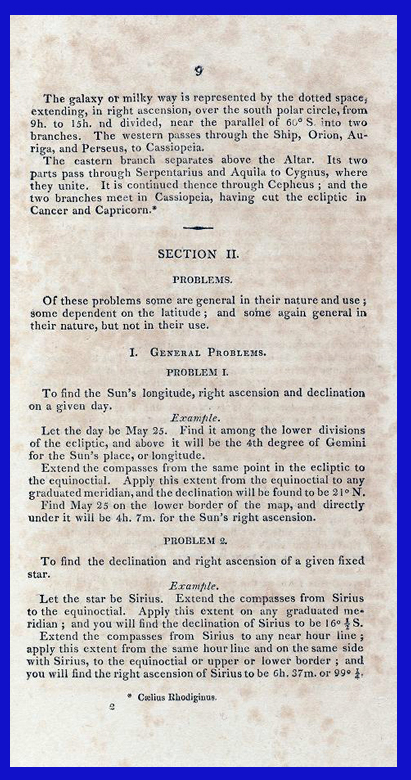 9
The galaxy or milky way is represented by the dotted space,
extending, in right ascension, over the south polar circle, from
9h. to 15h. nd divided, near the parallel of 60° S. into two
branches. The western passes through the Ship, Orion, Au-
riga, and Perseus, to Cassiopeia.
The eastern branch separates above the Altar. Its two
parts pass through Serpentarius and Aquila to Cygnus, where
they unite. It is continued thence through Cepheus ; and the
two branches meet in Cassiopeia, having cut the ecliptic in
Cancer and Capricorn.*
SECTION II.
PROBLEMS.
Of these problems some are general in their nature and use ;
some dependent on the latitude ; and some again general in
their nature, but not in their use.
I. General Problems.
PROBLEM I.
To find the Sun's longitude, right ascension and declination
on a given day.
Example.
Let the day be May 25. Find it among the lower divisions
of the ecliptic, and above it will be the 4th degree of Gemini
for the Sun's place, or longitude.
Extend the compasses from the same point in the ecliptic to
the equinoctial. Apply this extent from the equinoctial to any
graduated meridian, and the declination will be found to be 21° N.
Find May 25 on the lower border of the map, and directly
under it will be 4h. 7m. for the Sun's right ascension.
PROBLEM 2.
To find the declination and right ascension of a given fixed
star.
Example.
Let the star be Sirius. Extend the compasses from Sirius
to the equinoctial. Apply this extent on any graduated me-
ridian ; and you will find the declination of Sirius to be 16° ½ S.
Extend the compasses from Sirius to any near hour line ;
apply this extent from the same hour line and on the same side
with Sirius, to the equinoctial or upper or lower border ; and
you will find the right ascension of Sirius to be 6h. 37m. or 99° ¼.
* Cælius Rhodiginus.
2